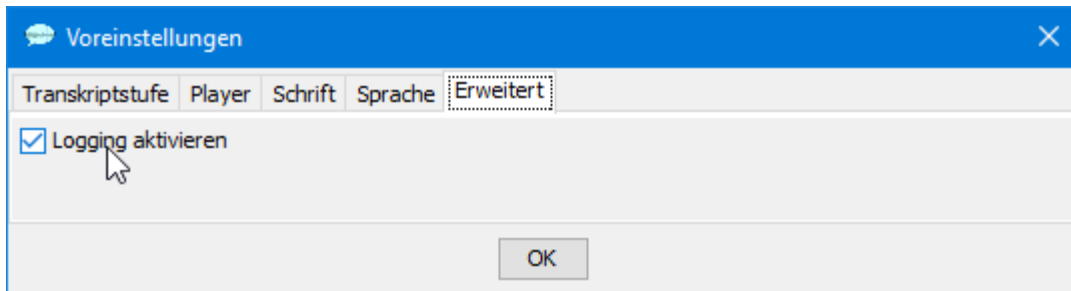 Voreinstellungen
Transkriptstufe Player Schrift Sprache Erweitert
Logging aktivieren
OK